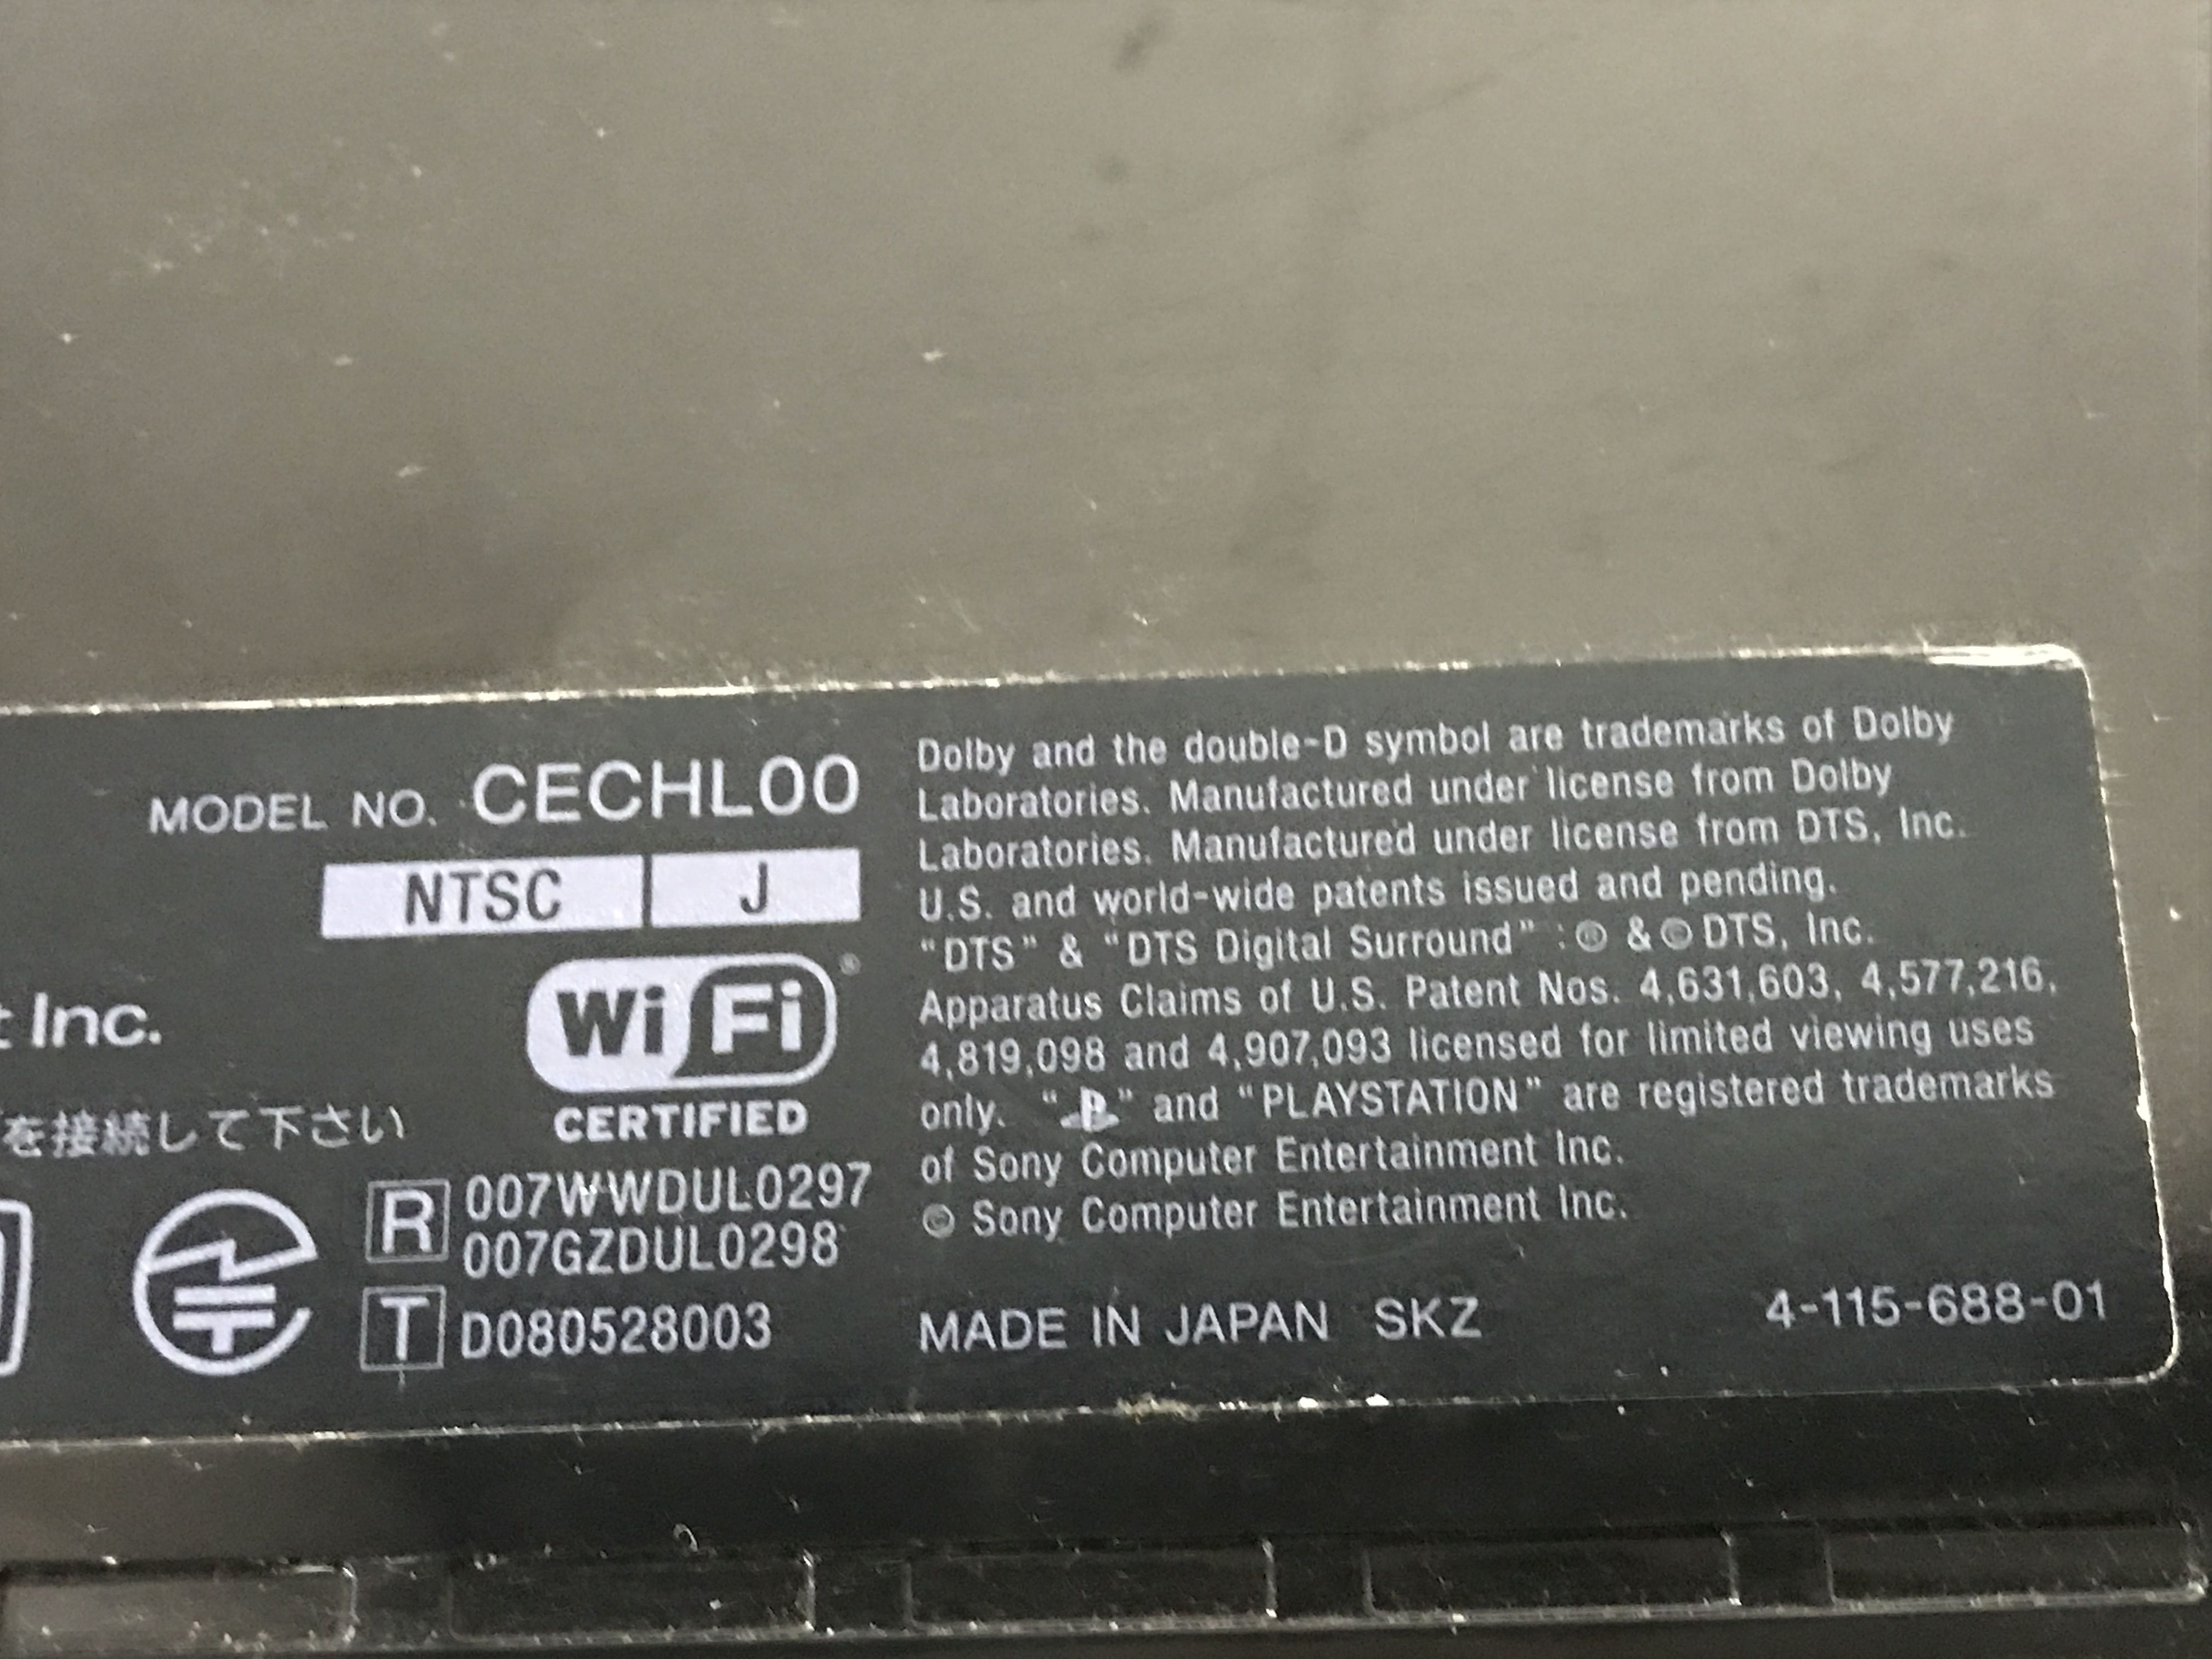 MODEL NO. CECHL00
NTSC J
Inc.
Wi Fi ®
CERTIFIED
を接続して下さい
R 007WWDUL0297
007GZDUL0298
T D080528003
Dolby and the double-D symbol are trademarks of Dolby
Laboratories. Manufactured under license from Dolby
Laboratories. Manufactured under license from DTS, Inc.
U.S. and world-wide patents issued and pending.
“DTS” & “DTS Digital Surround” : ® & © DTS, Inc.
Apparatus Claims of U.S. Patent Nos. 4,631,603, 4,577,216,
4,819,098 and 4,907,093 licensed for limited viewing uses
only. “ ” and “PLAYSTATION” are registered trademarks
of Sony Computer Entertainment Inc.
© Sony Computer Entertainment Inc.
MADE IN JAPAN SKZ 4-115-688-01